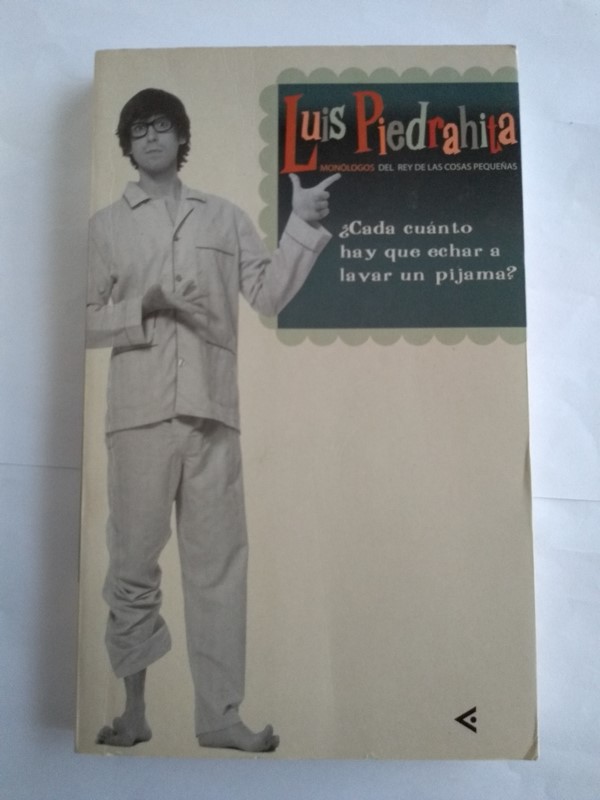 Luis Piedrahita
MONÓLOGOS DEL REY DE LAS COSAS PEQUEÑAS
¿Cada cuánto
hay que echar a
lavar un pijama?